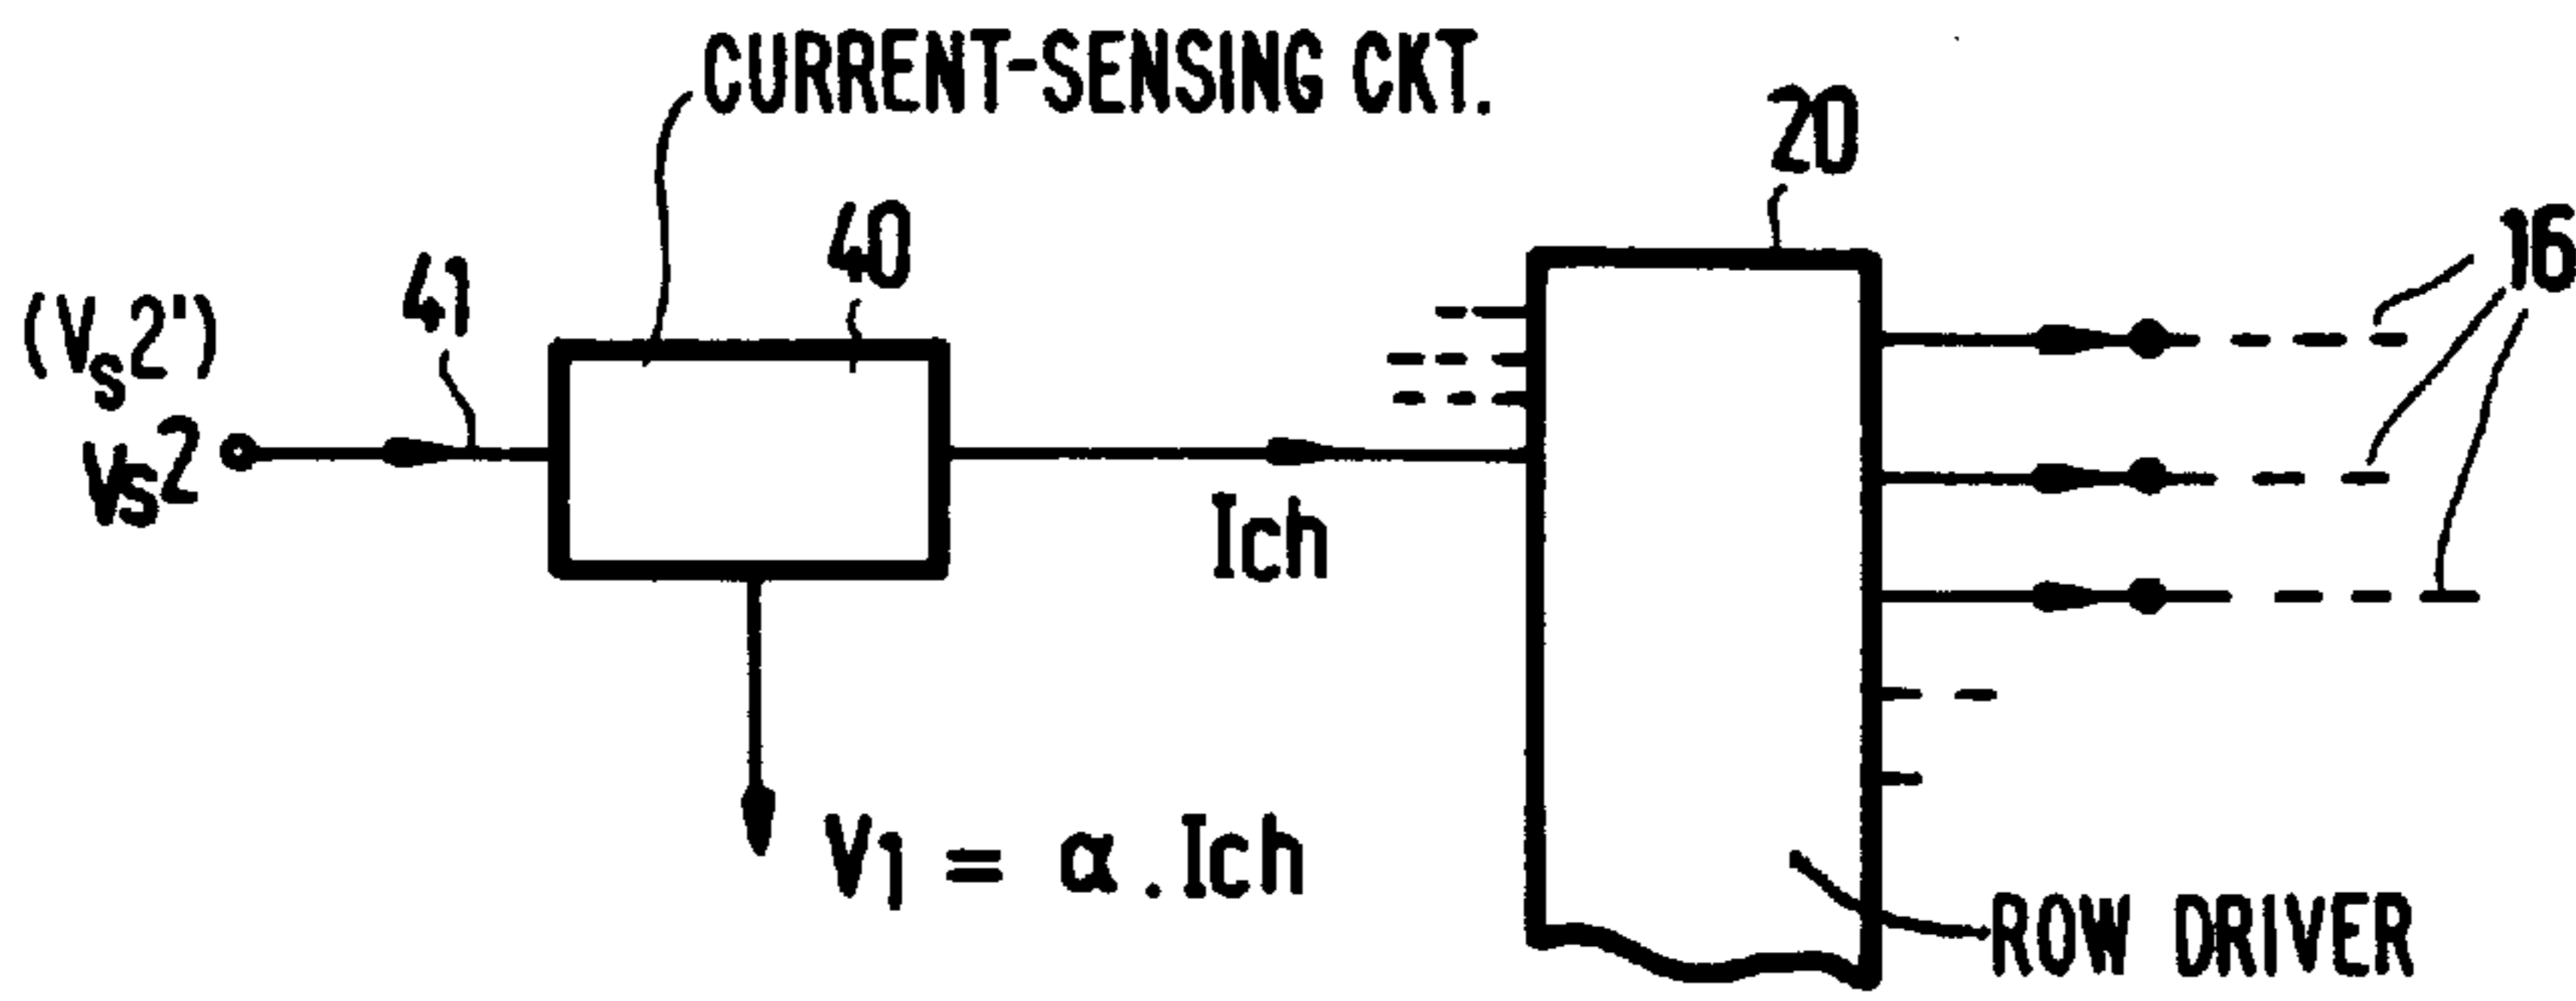 CURRENT-SENSING CKT.
20
40
16
41
(Vs2')
Vs2
Ich
V1 = α . Ich
ROW DRIVER